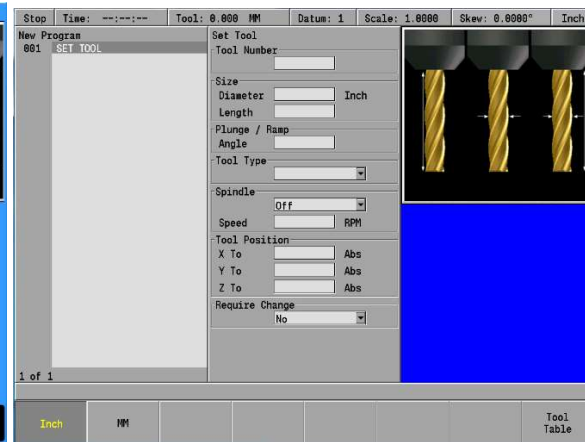 Stop Time: --:--:-- Tool: 0.000 MM Datum: 1 Scale: 1.0000 Skew: 0.0000° Inch
New Program
001 SET TOOL
1 of 1
Set Tool
Tool Number
Size
Diameter Inch
Length
Plunge / Ramp
Angle
Tool Type
Spindle
Off
Speed RPM
Tool Position
X To Abs
Y To Abs
Z To Abs
Require Change
No
Inch MM Tool Table